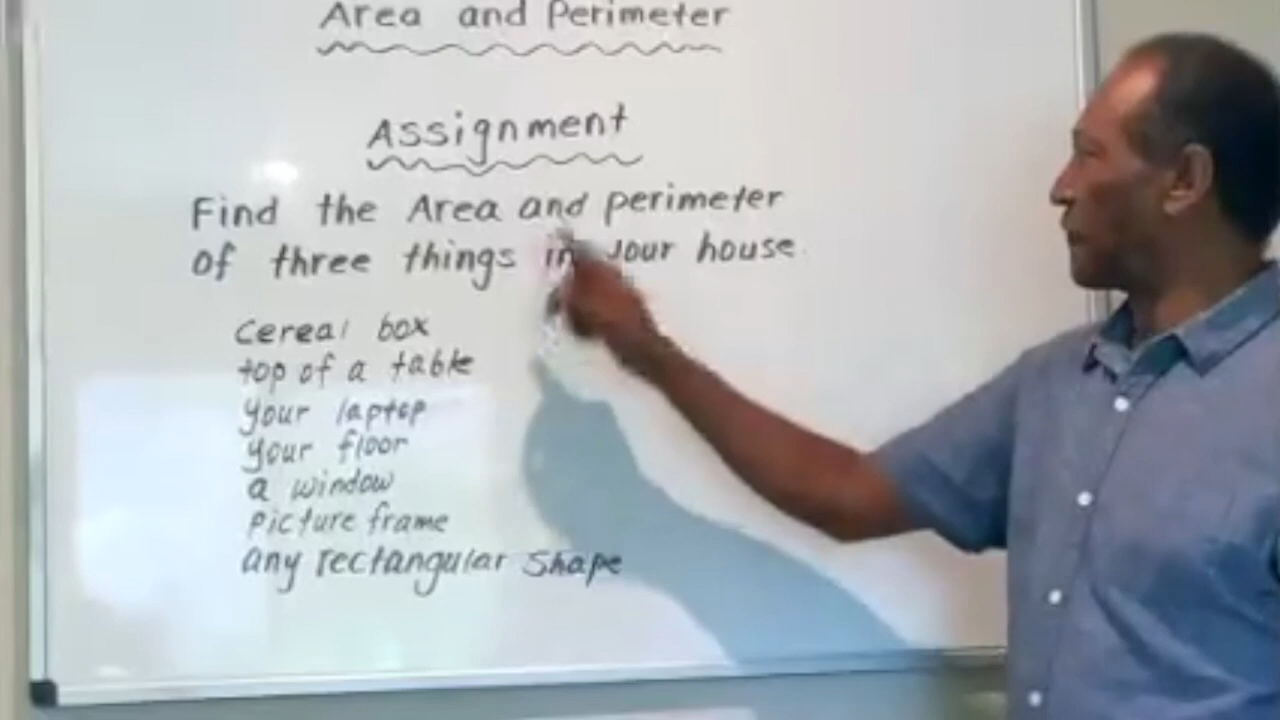 Area and Perimeter
Assignment
Find the Area and perimeter
of three things in your house.
cereal box
top of a table
your laptop
your floor
a window
picture frame
any rectangular shape